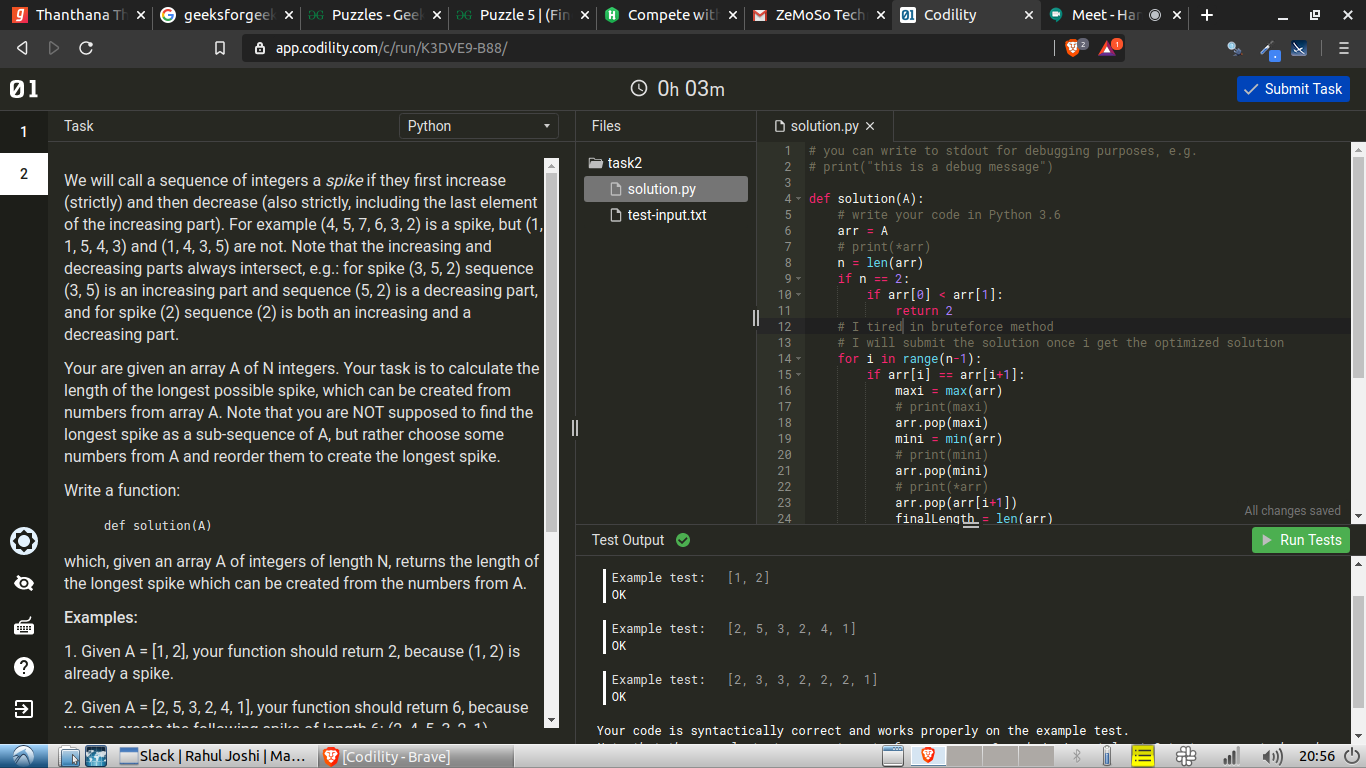 Thanthana T
geeksforgeek
Puzzles - Geek
Puzzle 5 | (Fin
Compete with
ZeMoSo Tech
Codility
Meet - Har
app.codility.com/c/run/K3DVE9-B88/
2
1
0h 03m
Submit Task
1
2
Task
Python
We will call a sequence of integers a spike if they first increase
(strictly) and then decrease (also strictly, including the last element
of the increasing part). For example (4, 5, 7, 6, 3, 2) is a spike, but (1,
1, 5, 4, 3) and (1, 4, 3, 5) are not. Note that the increasing and
decreasing parts always intersect, e.g.: for spike (3, 5, 2) sequence
(3, 5) is an increasing part and sequence (5, 2) is a decreasing part,
and for spike (2) sequence (2) is both an increasing and a
decreasing part.
Your are given an array A of N integers. Your task is to calculate the
length of the longest possible spike, which can be created from
numbers from array A. Note that you are NOT supposed to find the
longest spike as a sub-sequence of A, but rather choose some
numbers from A and reorder them to create the longest spike.
Write a function:
def solution(A)
which, given an array A of integers of length N, returns the length of
the longest spike which can be created from the numbers from A.
Examples:
1. Given A = [1, 2], your function should return 2, because (1, 2) is
already a spike.
2. Given A = [2, 5, 3, 2, 4, 1], your function should return 6, because
we can create the following spike of length 6: (2, 4, 5, 3, 2, 1)
Files
task2
solution.py
test-input.txt
solution.py
1 # you can write to stdout for debugging purposes, e.g.
2 # print("this is a debug message")
3
4 def solution(A):
5 # write your code in Python 3.6
6 arr = A
7 # print(*arr)
8 n = len(arr)
9 if n == 2:
10 if arr[0] < arr[1]:
11 return 2
12 # I tired in bruteforce method
13 # I will submit the solution once i get the optimized solution
14 for i in range(n-1):
15 if arr[i] == arr[i+1]:
16 maxi = max(arr)
17 # print(maxi)
18 arr.pop(maxi)
19 mini = min(arr)
20 # print(mini)
21 arr.pop(mini)
22 # print(*arr)
23 arr.pop(arr[i+1])
24 finalLength = len(arr)
All changes saved
Test Output
Run Tests
Example test: [1, 2]
OK
Example test: [2, 5, 3, 2, 4, 1]
OK
Example test: [2, 3, 3, 2, 2, 2, 1]
OK
Your code is syntactically correct and works properly on the example test.
Slack | Rahul Joshi | Ma...
[Codility - Brave]
20:56